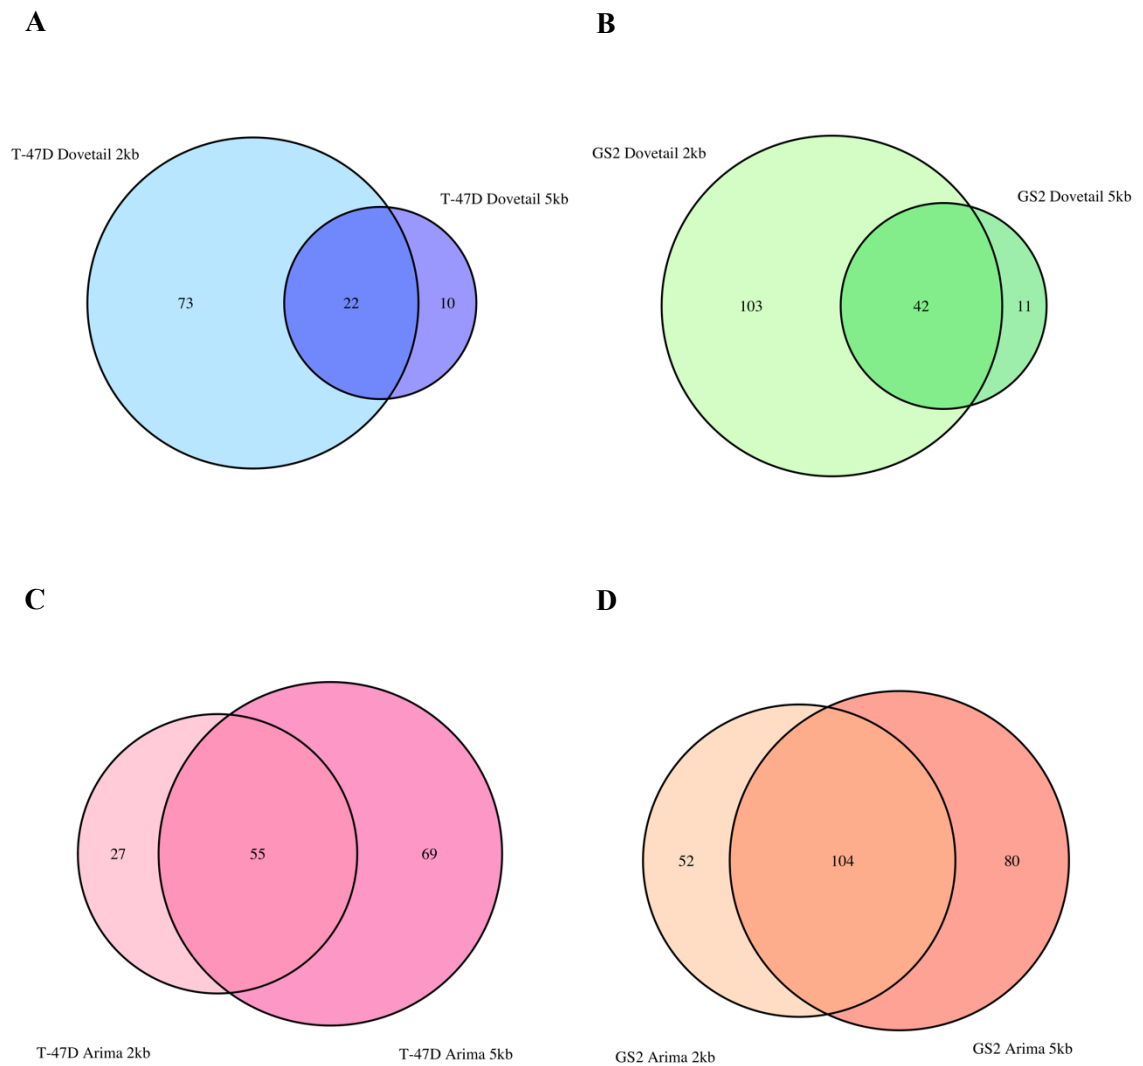 A
B
T-47D Dovetail 2kb
GS2 Dovetail 2kb
T-47D Dovetail 5kb
GS2 Dovetail 5kb
73
22
10
103
42
11
C
D
27
55
69
52
104
80
T-47D Arima 2kb
T-47D Arima 5kb
GS2 Arima 2kb
GS2 Arima 5kb